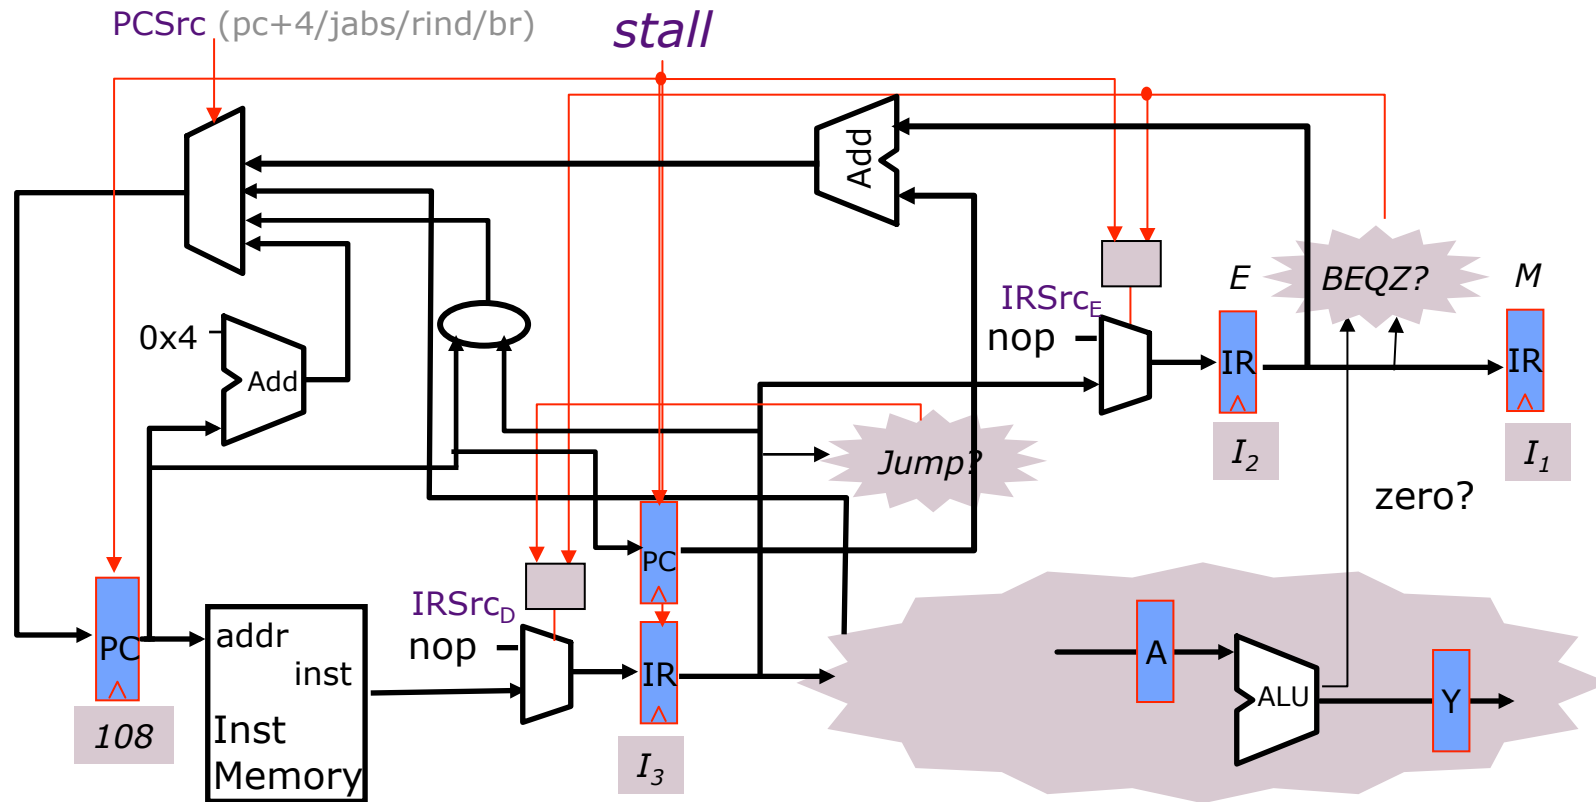 PCSrc (pc+4/jabs/rind/br)
stall
Add
E
BEQZ?
M
IRSrcE
nop
0x4
Add
IR
IR
Jump?
I2
I1
zero?
PC
IRSrcD
nop
addr
inst
PC
IR
A
ALU
Y
108
Inst
Memory
I3